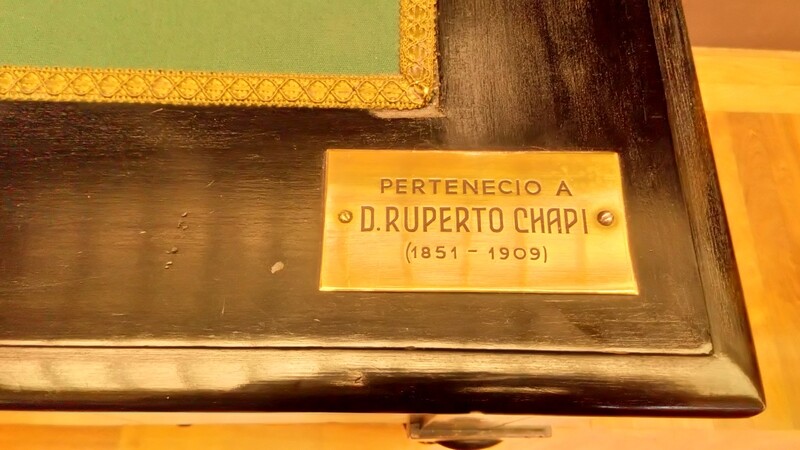 PERTENECIO A
D. RUPERTO CHAPI
(1851 - 1909)